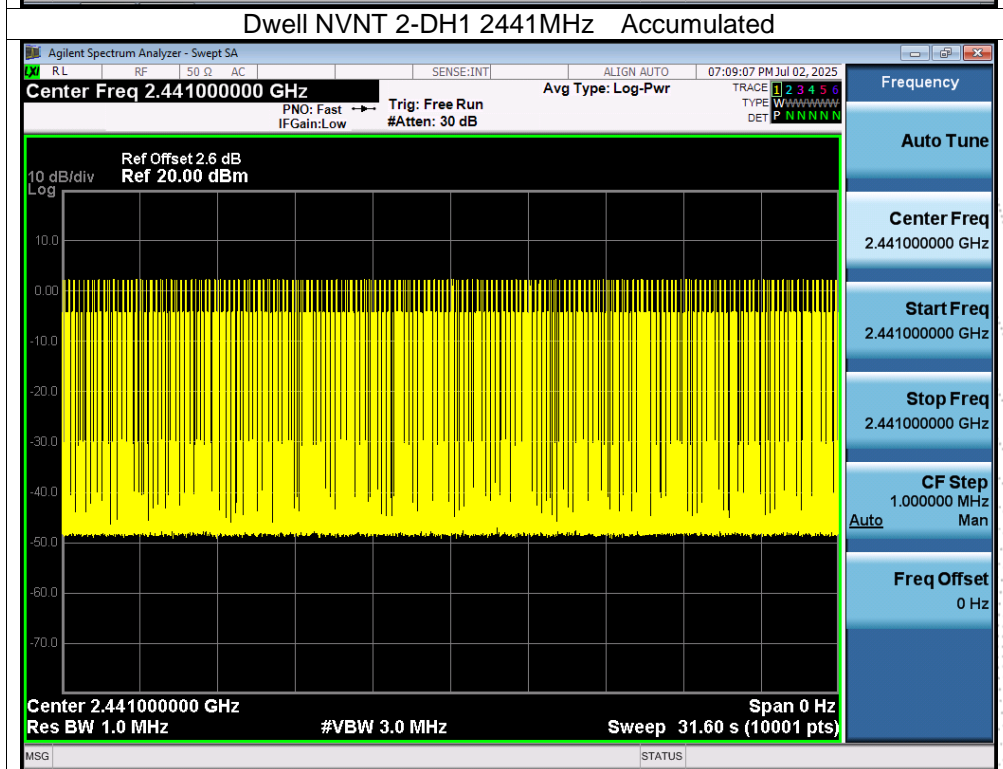 Dwell NVNT 2-DH1 2441MHz Accumulated
Agilent Spectrum Analyzer - Swept SA
LXI RL RF 50 Ω AC SENSE:INT ALIGN AUTO 07:09:07 PM Jul 02, 2025
Center Freq 2.441000000 GHz
PNO: Fast
IFGain:Low
Trig: Free Run
#Atten: 30 dB
Avg Type: Log-Pwr
TRACE 1 2 3 4 5 6
TYPE WWWWWW
DET P N N N N N
Frequency
Auto Tune
Center Freq
2.441000000 GHz
Start Freq
2.441000000 GHz
Stop Freq
2.441000000 GHz
CF Step
1.000000 MHz
Auto Man
Freq Offset
0 Hz
Ref Offset 2.6 dB
10 dB/div Ref 20.00 dBm
Log
10.0
0.00
-10.0
-20.0
-30.0
-40.0
-50.0
-60.0
-70.0
Center 2.441000000 GHz Span 0 Hz
Res BW 1.0 MHz #VBW 3.0 MHz Sweep 31.60 s (10001 pts)
MSG STATUS